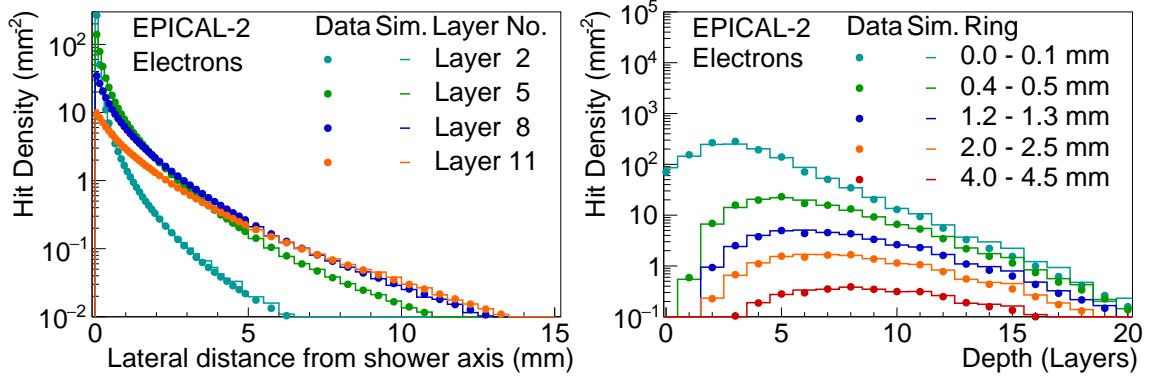 EPICAL-2
Electrons
Data Sim. Layer No.
Layer 2
Layer 5
Layer 8
Layer 11
Hit Density (mm⁻²)
10²
10
1
10⁻¹
10⁻²
0 5 10 15
Lateral distance from shower axis (mm)
EPICAL-2
Electrons
Data Sim. Ring
0.0 - 0.1 mm
0.4 - 0.5 mm
1.2 - 1.3 mm
2.0 - 2.5 mm
4.0 - 4.5 mm
Hit Density (mm⁻²)
10⁵
10⁴
10³
10²
10
1
10⁻¹
0 5 10 15 20
Depth (Layers)